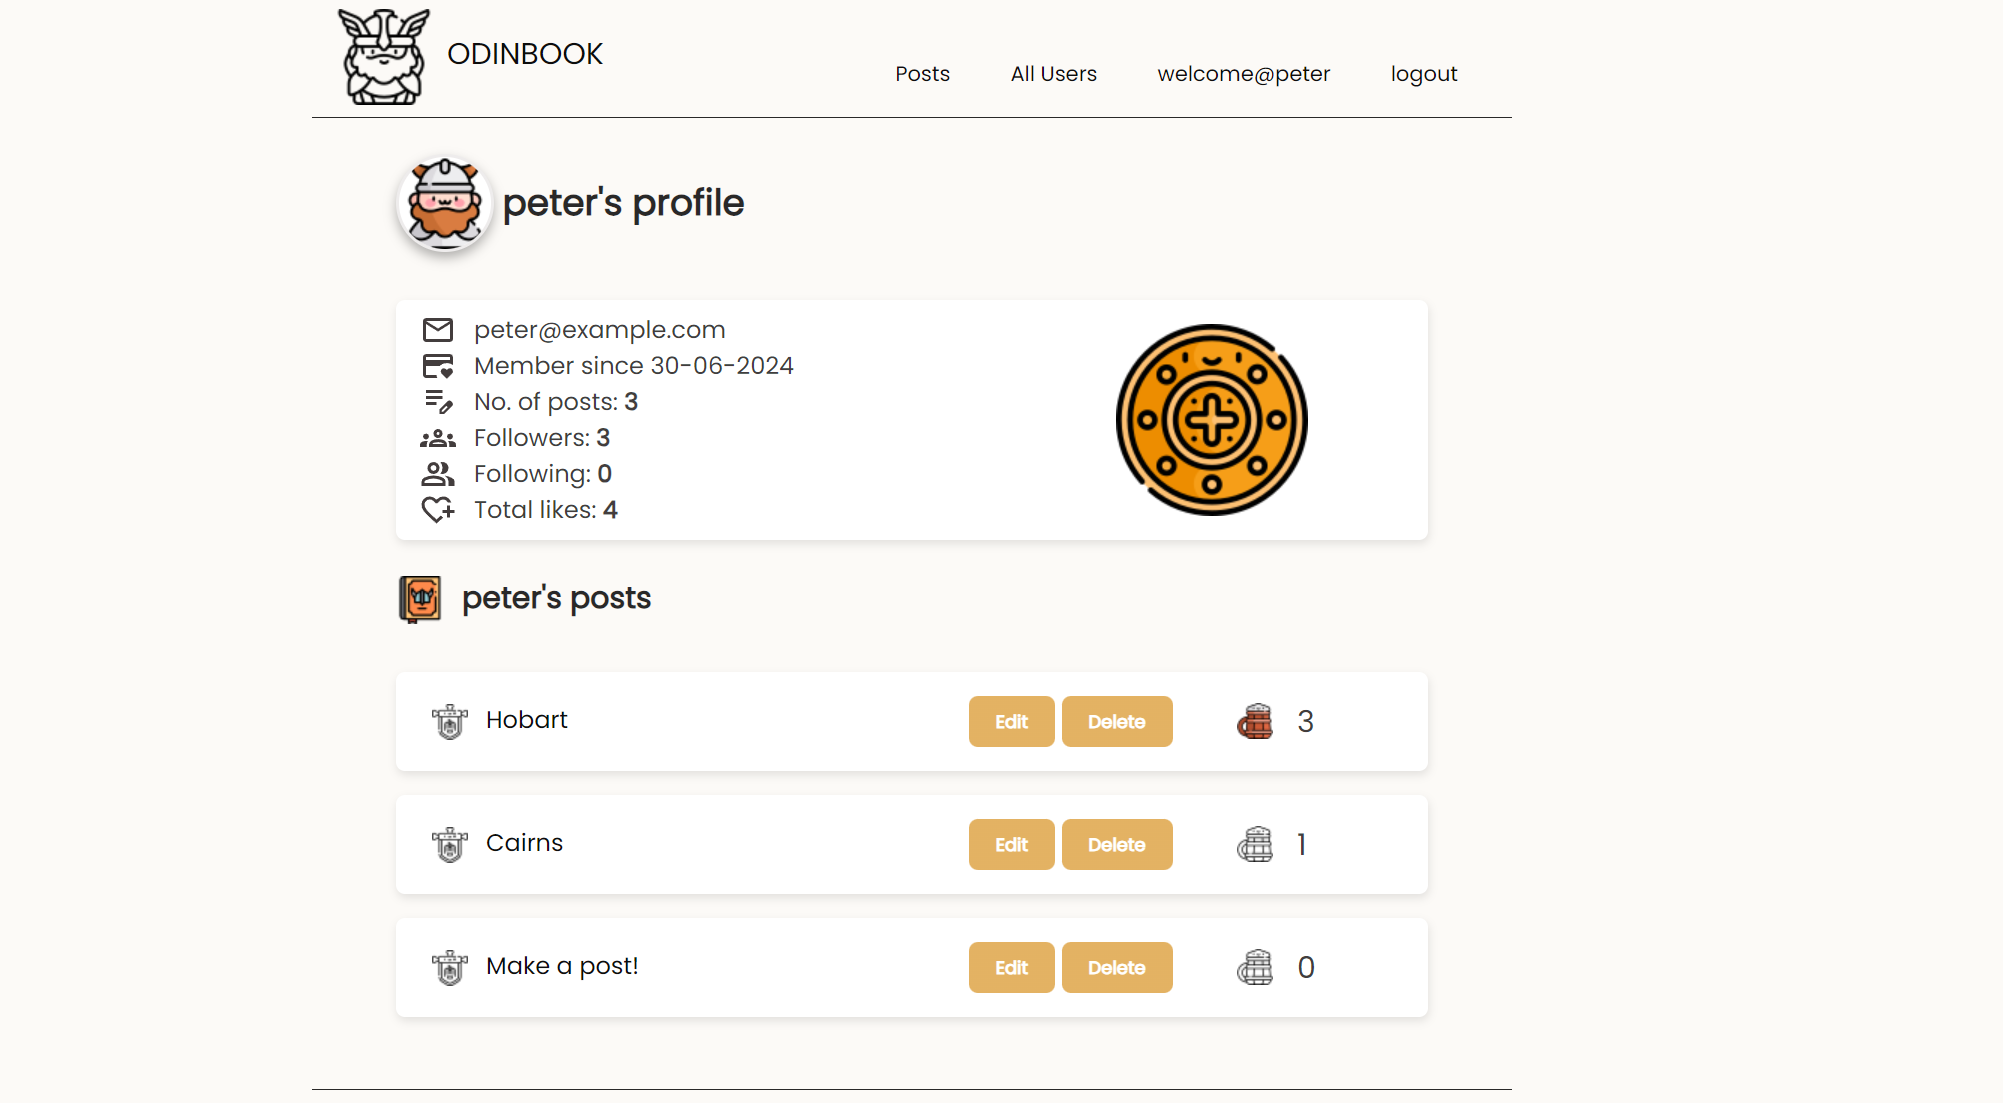 ODINBOOK
Posts All Users welcome@peter logout
peter's profile
peter@example.com
Member since 30-06-2024
No. of posts: 3
Followers: 3
Following: 0
Total likes: 4
peter's posts
Hobart Edit Delete 3
Cairns Edit Delete 1
Make a post! Edit Delete 0